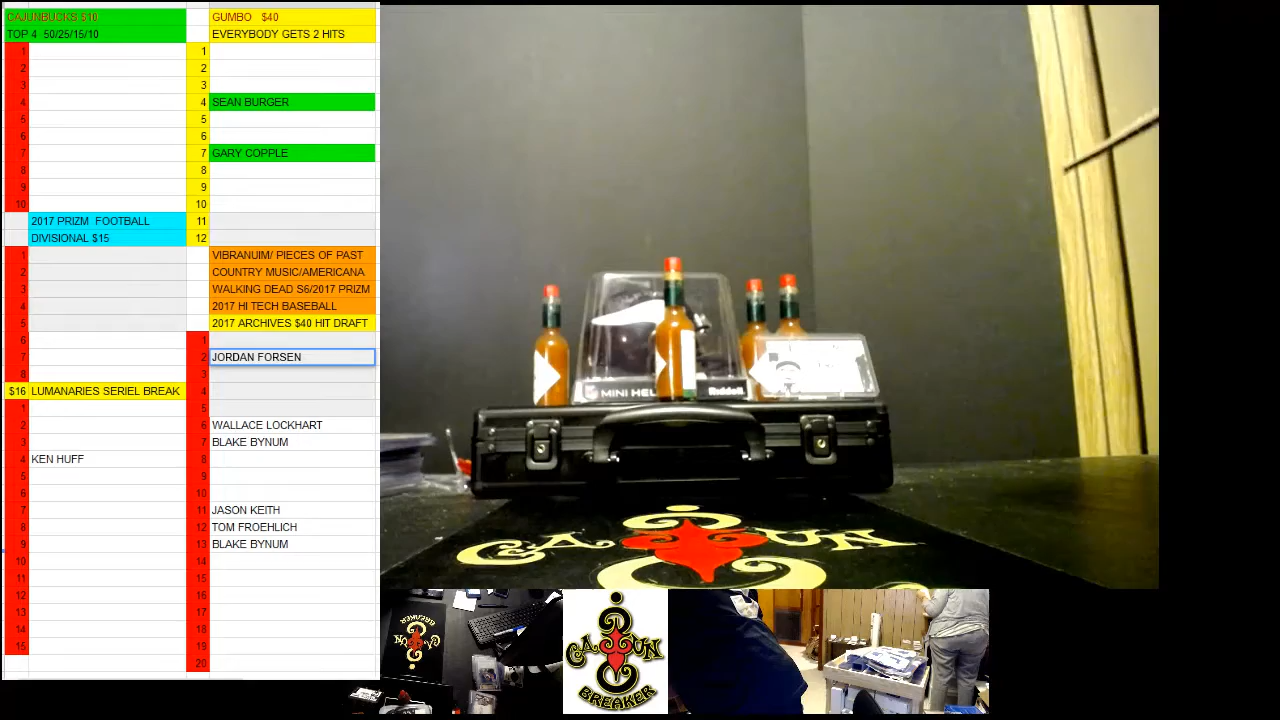 CAJUNBUCKS $10
TOP 4 50/25/15/10
1
2
3
4
5
6
7
8
9
10
2017 PRIZM FOOTBALL
DIVISIONAL $15
1
2
3
4
5
6
7
8
$16 LUMANARIES SERIEL BREAK
1
2
3
4 KEN HUFF
5
6
7
8
9
10
11
12
13
14
15
GUMBO $40
EVERYBODY GETS 2 HITS
1
2
3
4 SEAN BURGER
5
6
7 GARY COPPLE
8
9
10
11
12
VIBRANUIM/ PIECES OF PAST
COUNTRY MUSIC/AMERICANA
WALKING DEAD S6/2017 PRIZM
2017 HI TECH BASEBALL
2017 ARCHIVES $40 HIT DRAFT
1
2 JORDAN FORSEN
3
4
5
6 WALLACE LOCKHART
7 BLAKE BYNUM
8
9
10
11 JASON KEITH
12 TOM FROEHLICH
13 BLAKE BYNUM
14
15
16
17
18
19
20
MINI HEL
Riddell
CAJUN
CAJUN
BREAKER
CAJUN
BREAKER